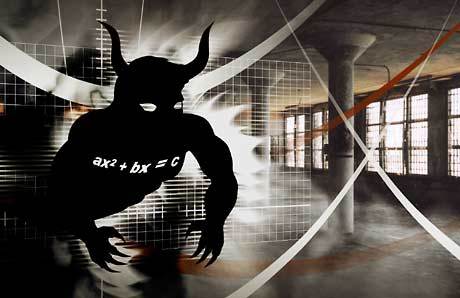 ax² + bx = c